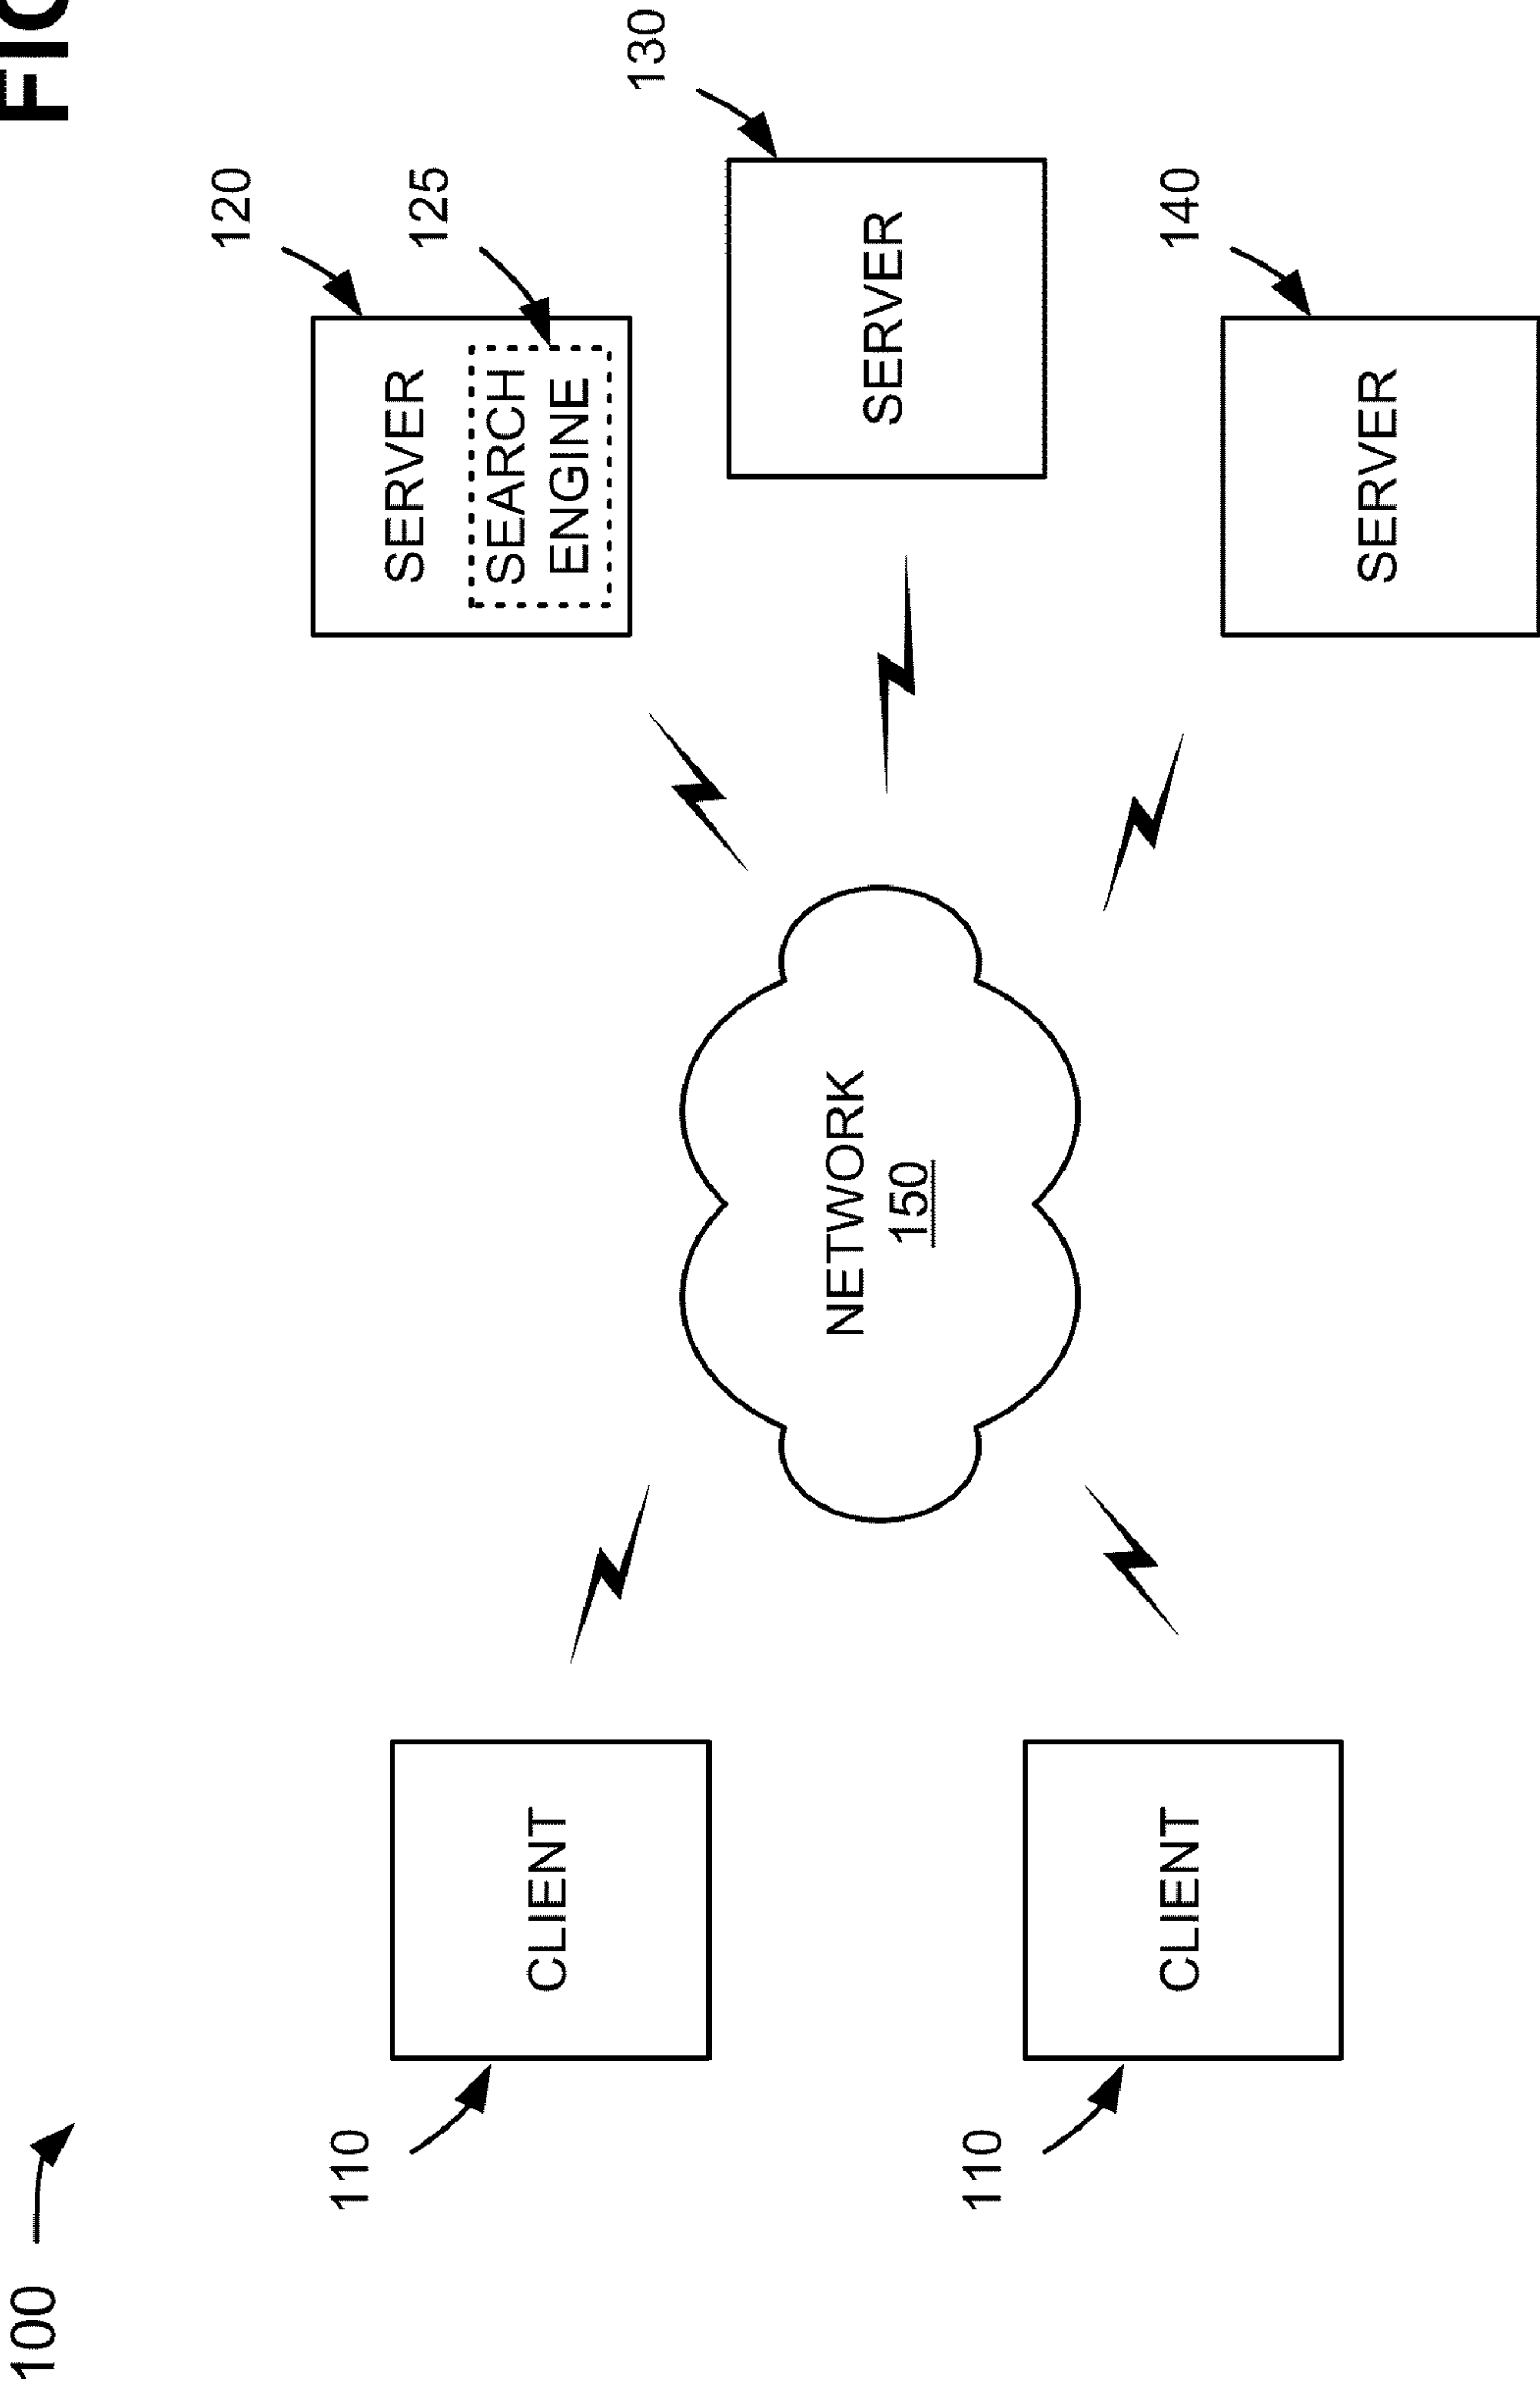 FIG
100
110
CLIENT
110
CLIENT
NETWORK
150
120
SERVER
125
SEARCH
ENGINE
130
SERVER
140
SERVER